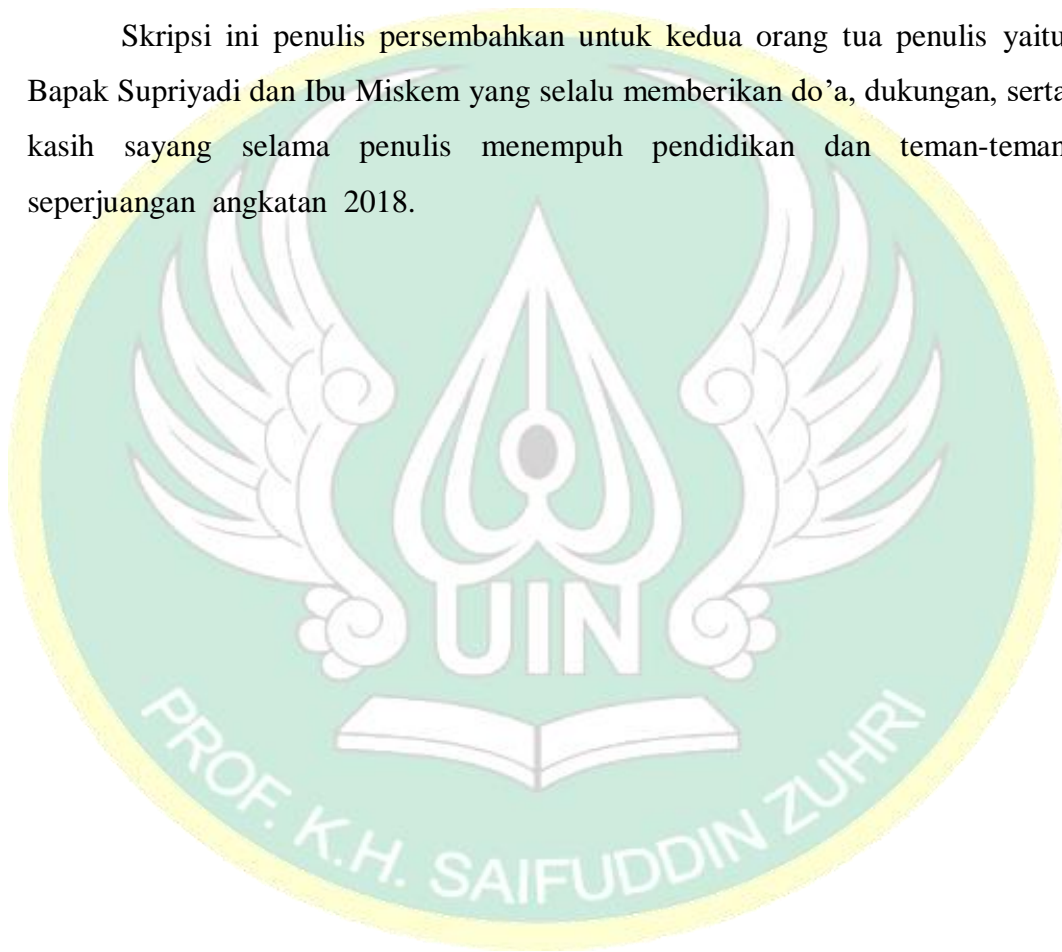 Skripsi ini penulis persembahkan untuk kedua orang tua penulis yaitu
Bapak Supriyadi dan Ibu Miskem yang selalu memberikan do’a, dukungan, serta
kasih sayang selama penulis menempuh pendidikan dan teman-teman
seperjuangan angkatan 2018.
UIN
PROF. K.H. SAIFUDDIN ZUHRI